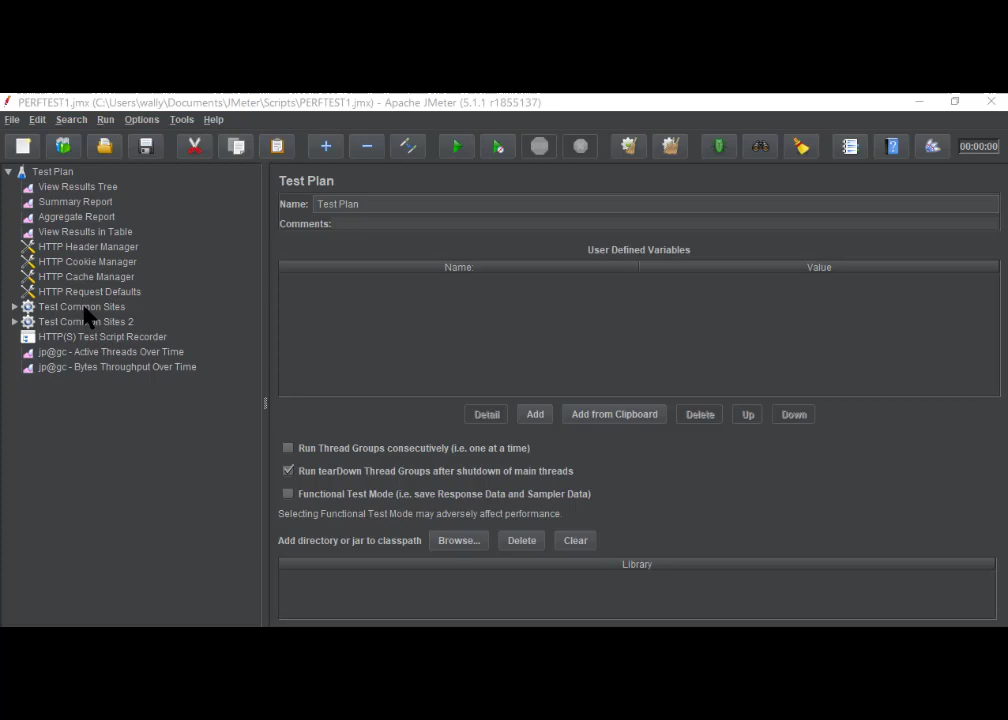 PERFTEST1.jmx (C:\Users\wally\Documents\JMeter\Scripts\PERFTEST1.jmx) - Apache JMeter (5.1.1 r1855137)
File Edit Search Run Options Tools Help
00:00:00
Test Plan
View Results Tree
Summary Report
Aggregate Report
View Results in Table
HTTP Header Manager
HTTP Cookie Manager
HTTP Cache Manager
HTTP Request Defaults
Test Common Sites
Test Common Sites 2
HTTP(S) Test Script Recorder
jp@gc - Active Threads Over Time
jp@gc - Bytes Throughput Over Time
Test Plan
Name: Test Plan
Comments:
User Defined Variables
Name: Value
Detail Add Add from Clipboard Delete Up Down
Run Thread Groups consecutively (i.e. one at a time)
Run tearDown Thread Groups after shutdown of main threads
Functional Test Mode (i.e. save Response Data and Sampler Data)
Selecting Functional Test Mode may adversely affect performance.
Add directory or jar to classpath Browse... Delete Clear
Library